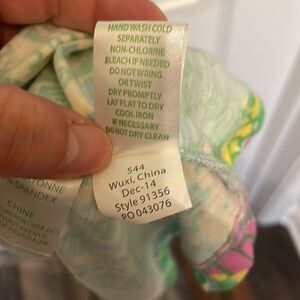 HAND WASH COLD
SEPARATELY
NON-CHLORINE
BLEACH IF NEEDED
DO NOT WRING
OR TWIST
DRY PROMPTLY
LAY FLAT TO DRY
COOL IRON
IF NECESSARY
DO NOT DRY CLEAN
544
Wuxi, China
Dec-14
Style 91356
PO 043076
SPANDEX
CHINE